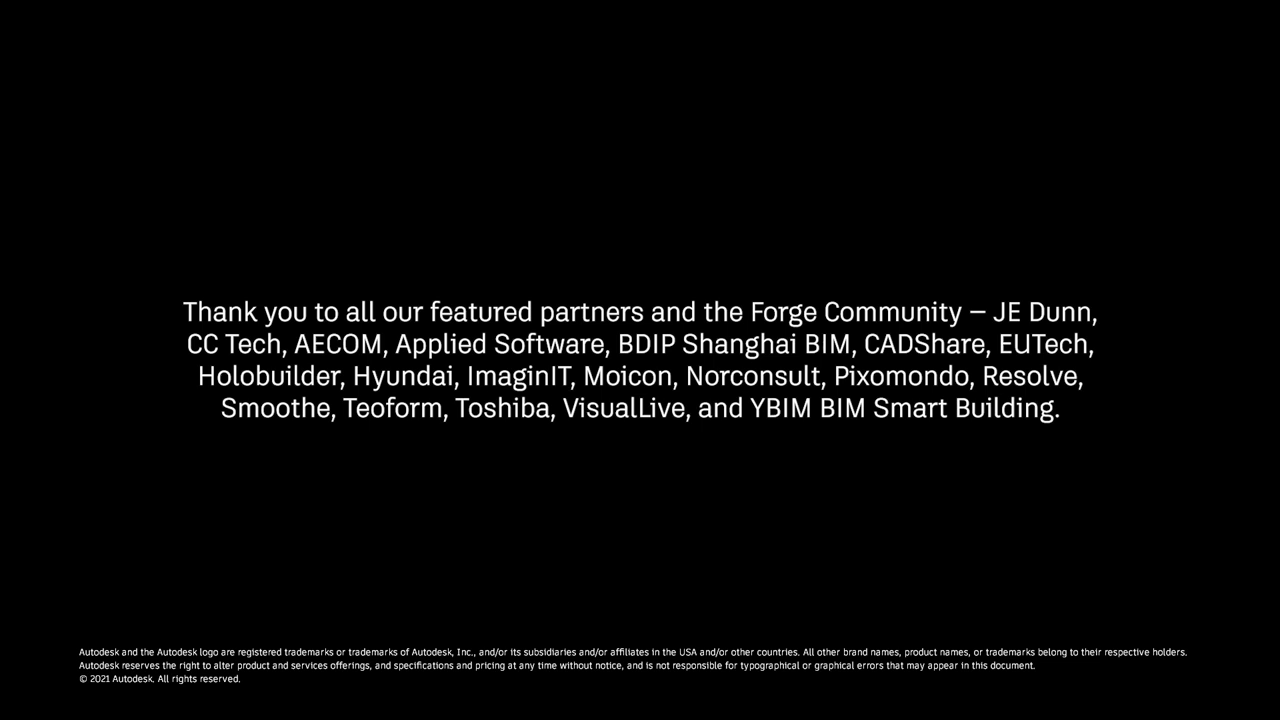 Thank you to all our featured partners and the Forge Community – JE Dunn,
CC Tech, AECOM, Applied Software, BDIP Shanghai BIM, CADShare, EUTech,
Holobuilder, Hyundai, ImaginIT, Moicon, Norconsult, Pixomondo, Resolve,
Smoothe, Teoform, Toshiba, VisualLive, and YBIM BIM Smart Building.
Autodesk and the Autodesk logo are registered trademarks or trademarks of Autodesk, Inc., and/or its subsidiaries and/or affiliates in the USA and/or other countries. All other brand names, product names, or trademarks belong to their respective holders.
Autodesk reserves the right to alter product and services offerings, and specifications and pricing at any time without notice, and is not responsible for typographical or graphical errors that may appear in this document.
© 2021 Autodesk. All rights reserved.